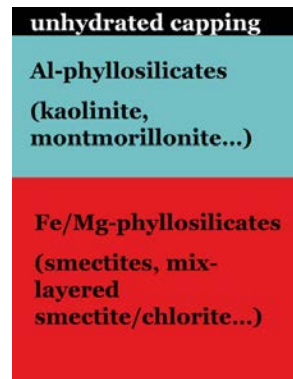 unhydrated capping
Al-phyllosilicates
(kaolinite,
montmorillonite...)
Fe/Mg-phyllosilicates
(smectites, mix-
layered
smectite/chlorite...)